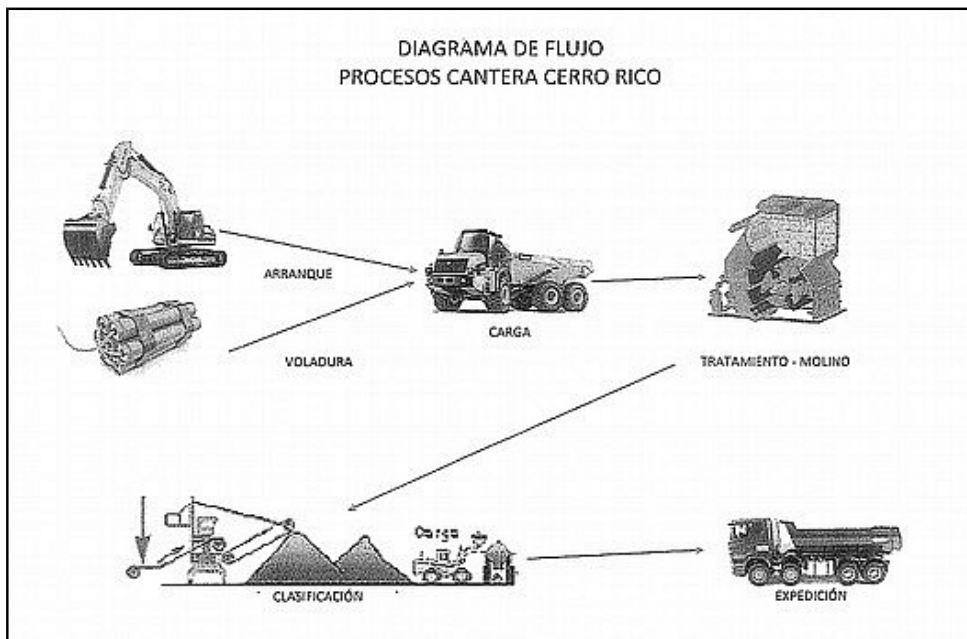 DIAGRAMA DE FLUJO
PROCESOS CANTERA CERRO RICO
ARRANQUE
CARGA
VOLADURA
TRATAMIENTO - MOLINO
Carga
CLASIFICACIÓN
EXPEDICIÓN